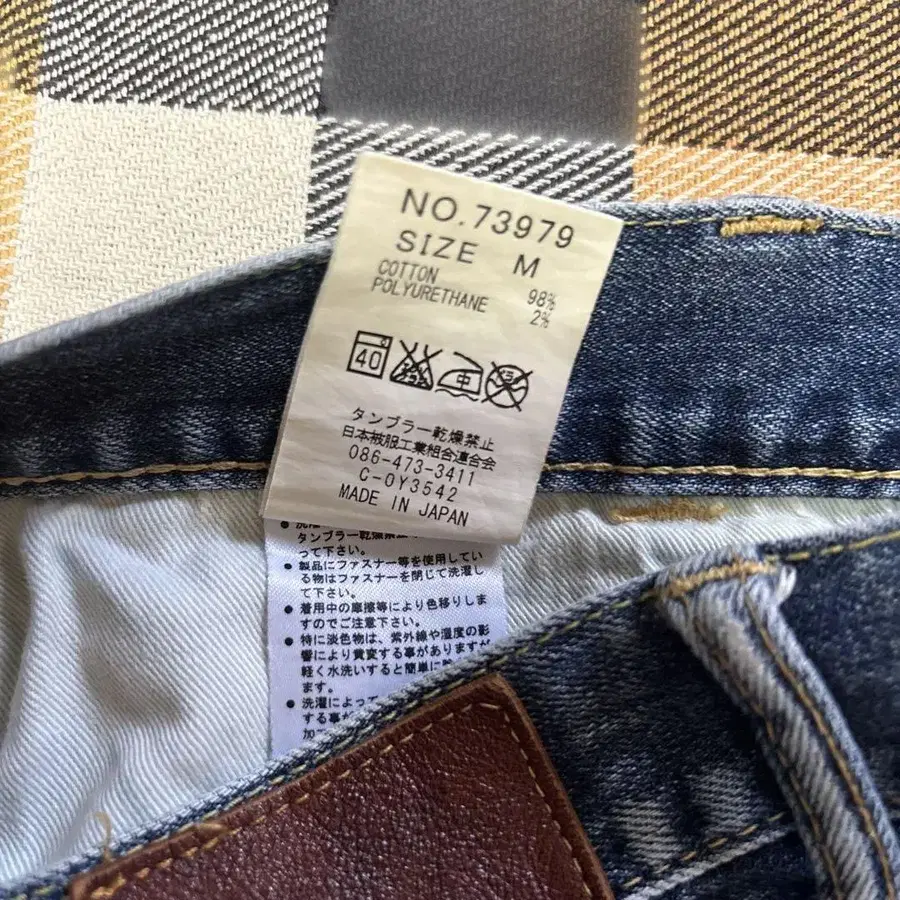 NO.73979
SIZE M
COTTON 98%
POLYURETHANE 2%
40 中
タンブラー乾燥禁止
日本被服工業組合連合会
086-473-3411
C-0Y3542
MADE IN JAPAN
● 洗濯
タンブラー乾燥
って下さい。
● 製品にファスナー等を使用してい
る物はファスナーを閉じて洗濯し
て下さい。
● 着用中の摩擦等により色移りしま
すのでご注意下さい。
● 特に淡色物は、紫外線や湿度の影
響により黄変する事がありますが
軽く水洗いすると簡単に
ます。
● 洗濯によって
する事が
加工